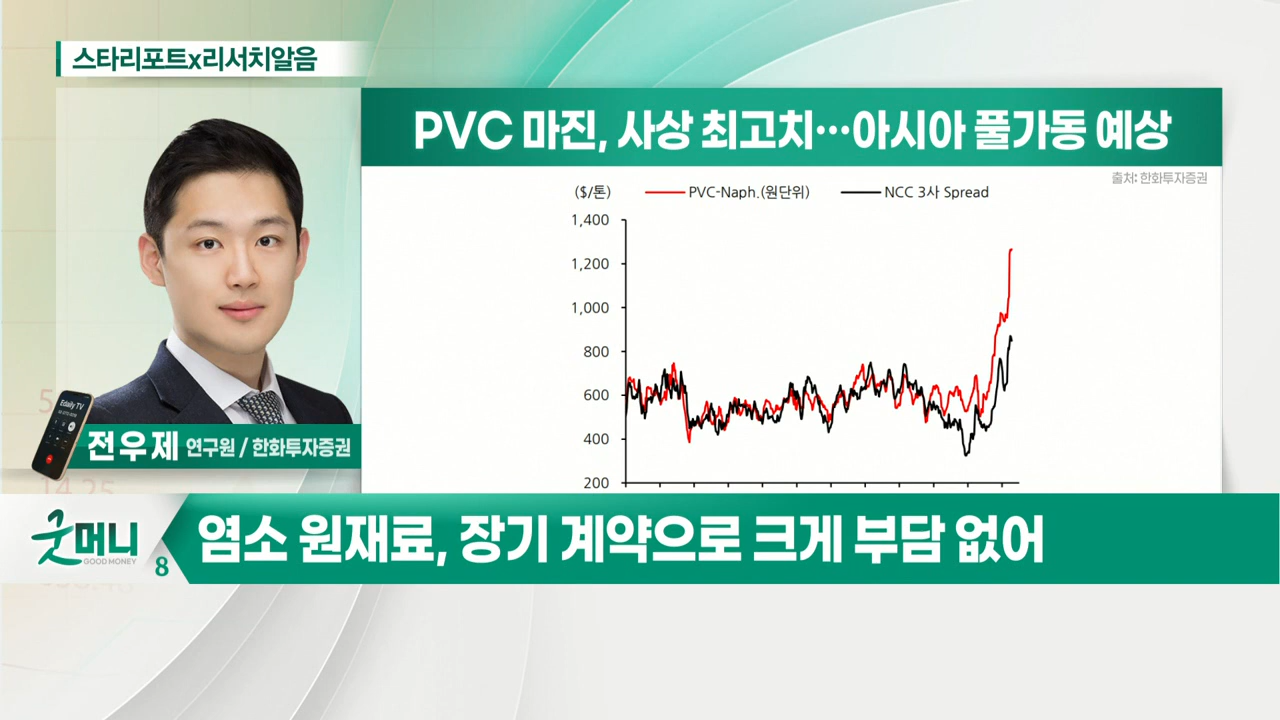 스타리포트x리서치알음
PVC 마진, 사상 최고치…아시아 풀가동 예상
출처: 한화투자증권
($/톤)
PVC-Naph.(원단위)
NCC 3사 Spread
1,400
1,200
1,000
800
600
400
200
Edaily TV
전우제 연구원 / 한화투자증권
굿머니
GOOD MONEY
8
염소 원재료, 장기 계약으로 크게 부담 없어